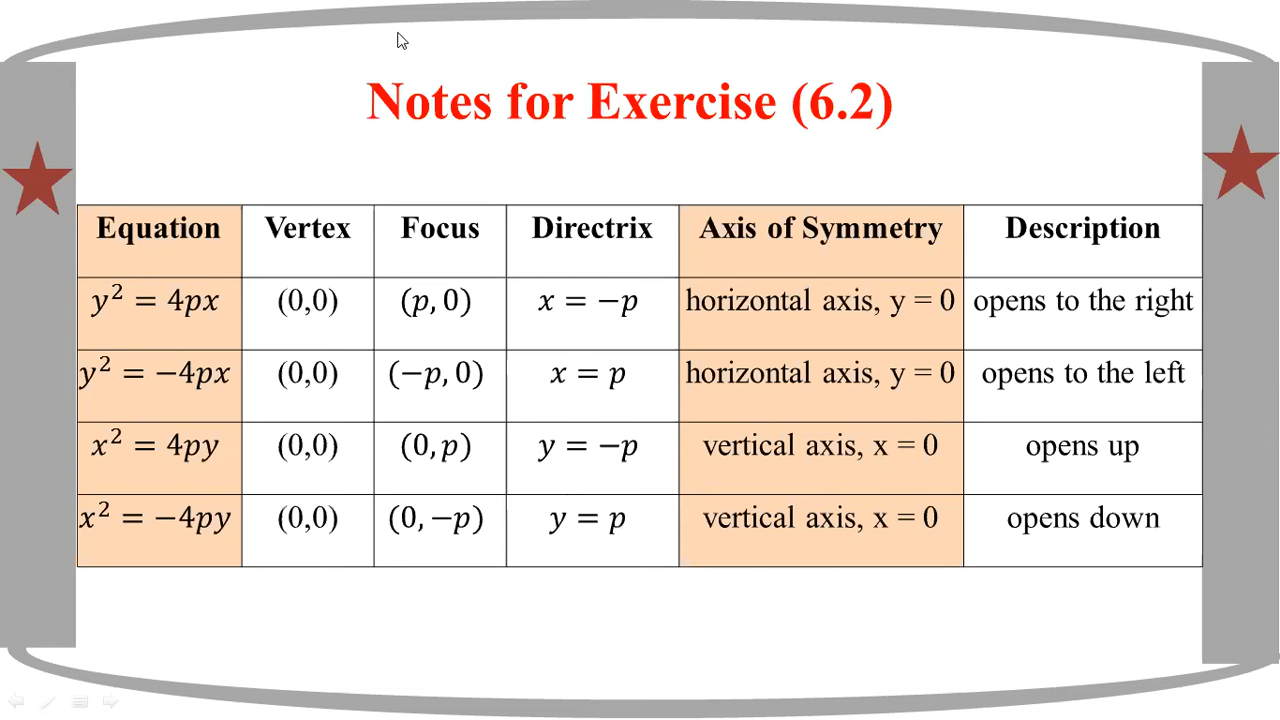 Notes for Exercise (6.2)
Equation Vertex Focus Directrix Axis of Symmetry Description
y² = 4px (0,0) (p, 0) x = −p horizontal axis, y = 0 opens to the right
y² = −4px (0,0) (−p, 0) x = p horizontal axis, y = 0 opens to the left
x² = 4py (0,0) (0, p) y = −p vertical axis, x = 0 opens up
x² = −4py (0,0) (0, −p) y = p vertical axis, x = 0 opens down